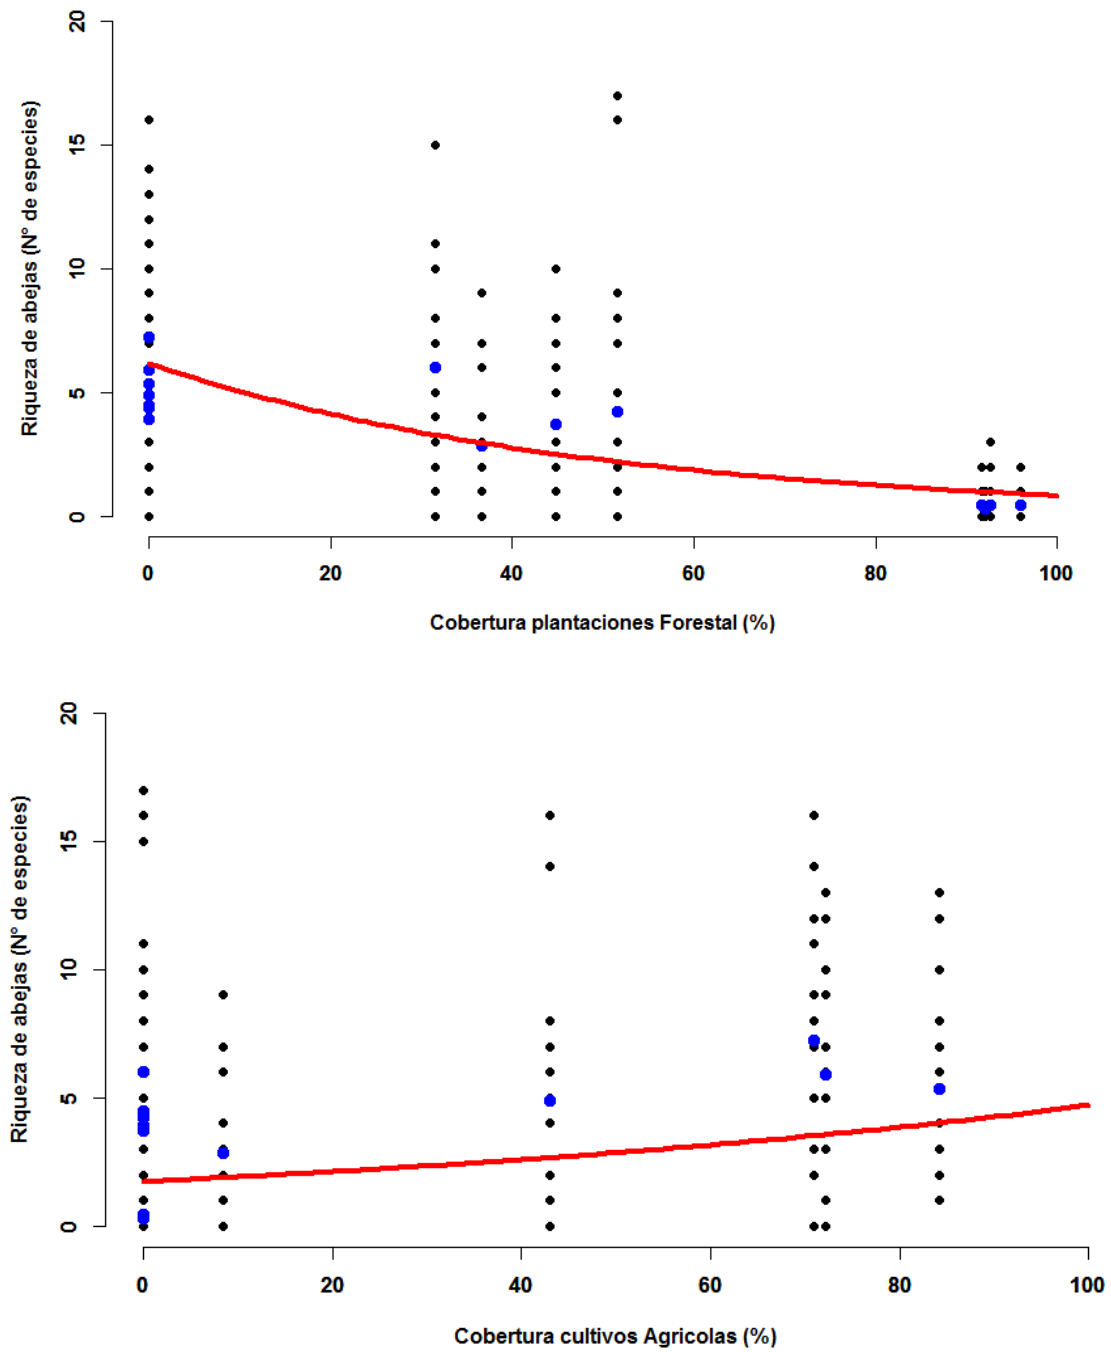 20
15
10
5
0
Riqueza de abejas (N° de especies)
0 20 40 60 80 100
Cobertura plantaciones Forestal (%)
20
15
10
5
0
Riqueza de abejas (N° de especies)
0 20 40 60 80 100
Cobertura cultivos Agricolas (%)